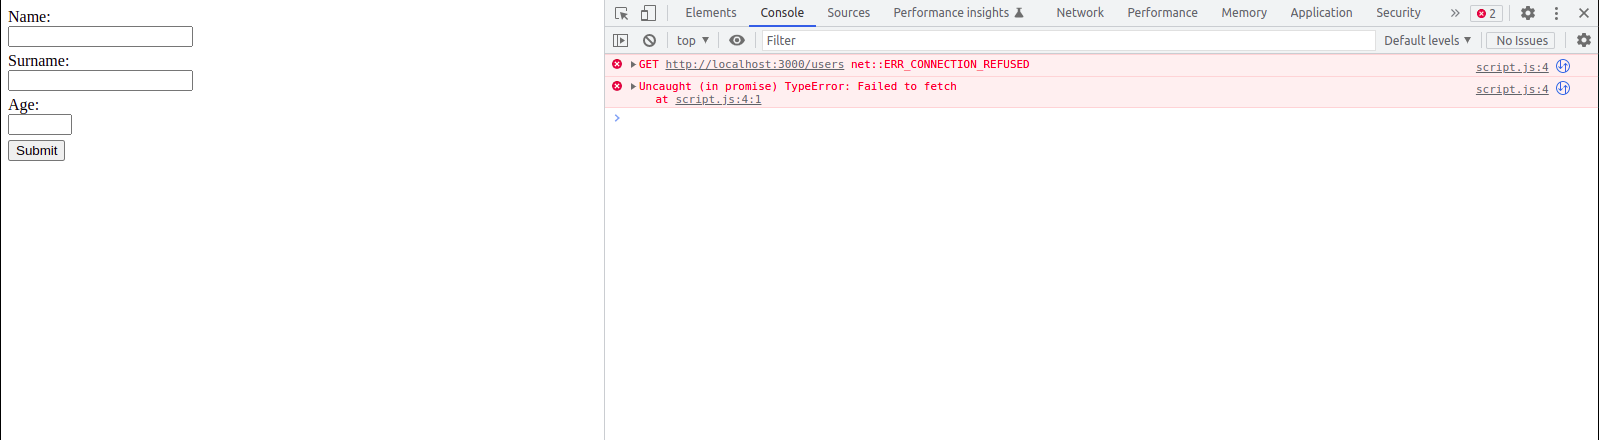 Name:
Surname:
Age:
Submit
Elements Console Sources Performance insights Network Performance Memory Application Security » 2
top ▼ Filter Default levels ▼ No Issues
GET http://localhost:3000/users net::ERR_CONNECTION_REFUSED script.js:4
Uncaught (in promise) TypeError: Failed to fetch script.js:4
at script.js:4:1